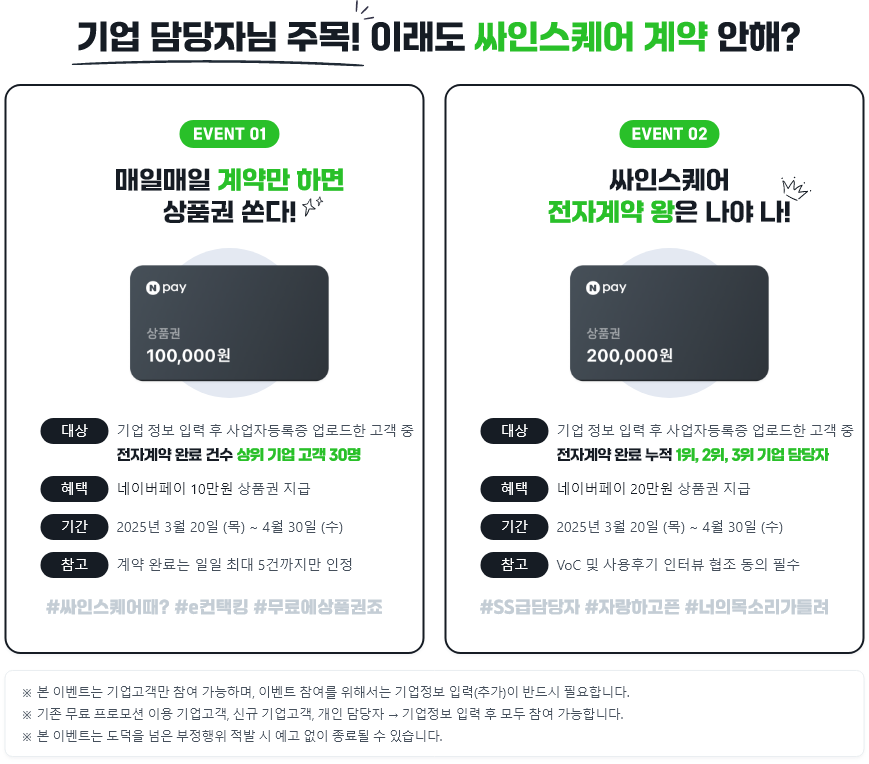 기업 담당자님 주목! 이래도 싸인스퀘어 계약 안해?
EVENT 01
매일매일 계약만 하면
상품권 쏜다!
N pay
상품권
100,000원
대상 기업 정보 입력 후 사업자등록증 업로드한 고객 중
전자계약 완료 건수 상위 기업 고객 30명
혜택 네이버페이 10만원 상품권 지급
기간 2025년 3월 20일 (목) ~ 4월 30일 (수)
참고 계약 완료는 일일 최대 5건까지만 인정
#싸인스퀘어때? #e컨택킹 #무료에상품권죠
EVENT 02
싸인스퀘어
전자계약 왕은 나야 나!
N pay
상품권
200,000원
대상 기업 정보 입력 후 사업자등록증 업로드한 고객 중
전자계약 완료 누적 1위, 2위, 3위 기업 담당자
혜택 네이버페이 20만원 상품권 지급
기간 2025년 3월 20일 (목) ~ 4월 30일 (수)
참고 VoC 및 사용후기 인터뷰 협조 동의 필수
#SS급담당자 #자랑하고픈 #너의목소리가들려
※ 본 이벤트는 기업고객만 참여 가능하며, 이벤트 참여를 위해서는 기업정보 입력(추가)이 반드시 필요합니다.
※ 기존 무료 프로모션 이용 기업고객, 신규 기업고객, 개인 담당자 → 기업정보 입력 후 모두 참여 가능합니다.
※ 본 이벤트는 도덕을 넘은 부정행위 적발 시 예고 없이 종료될 수 있습니다.